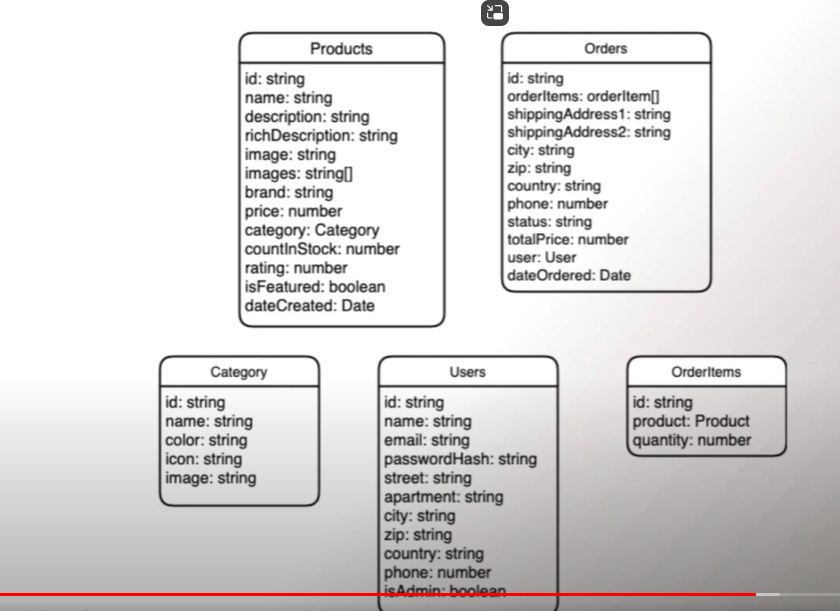 Products
id: string
name: string
description: string
richDescription: string
image: string
images: string[]
brand: string
price: number
category: Category
countInStock: number
rating: number
isFeatured: boolean
dateCreated: Date
Orders
id: string
orderItems: orderItem[]
shippingAddress1: string
shippingAddress2: string
city: string
zip: string
country: string
phone: number
status: string
totalPrice: number
user: User
dateOrdered: Date
Category
id: string
name: string
color: string
icon: string
image: string
Users
id: string
name: string
email: string
passwordHash: string
street: string
apartment: string
city: string
zip: string
country: string
phone: number
isAdmin: boolean
OrderItems
id: string
product: Product
quantity: number